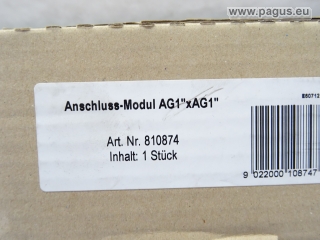 www.pagus.eu
Anschluss-Modul AG1"xAG1"
Art. Nr. 810874
Inhalt: 1 Stück
9 022000 108747